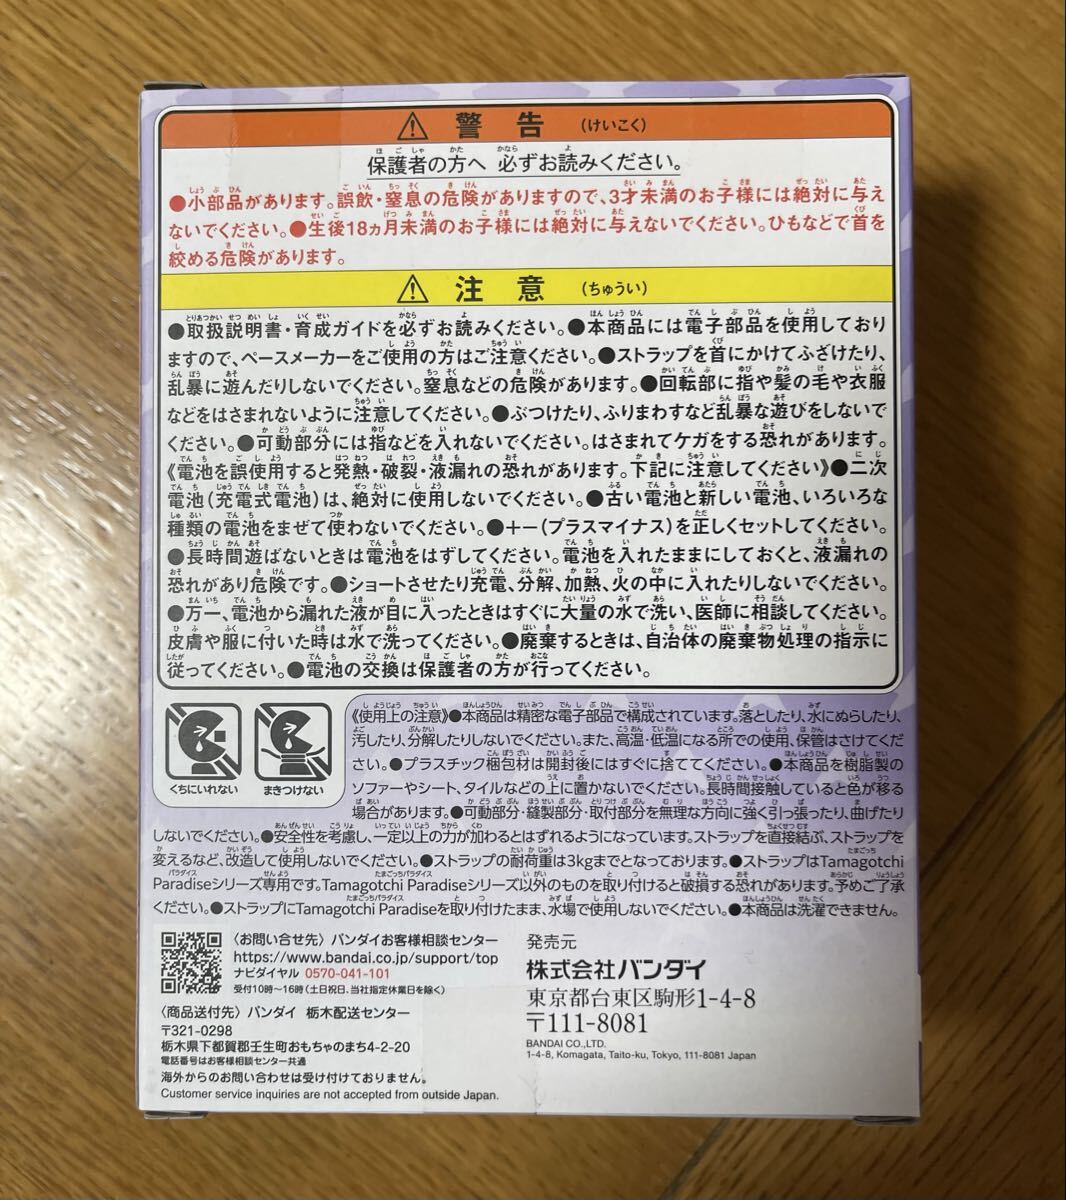 警告 (けいこく)
保護者の方へ 必ずお読みください。
●小部品があります。誤飲・窒息の危険がありますので、3才未満のお子様には絶対に与え
ないでください。●生後18ヵ月未満のお子様には絶対に与えないでください。ひもなどで首を
絞める危険があります。
注意 (ちゅうい)
●取扱説明書・育成ガイドを必ずお読みください。●本商品には電子部品を使用しており
ますので、ペースメーカーをご使用の方はご注意ください。●ストラップを首にかけてふざけたり、
乱暴に遊んだりしないでください。窒息などの危険があります。●回転部に指や髪の毛や衣服
などをはさまれないように注意してください。●ぶつけたり、ふりまわすなど乱暴な遊びをしないで
ください。●可動部分には指などを入れないでください。はさまれてケガをする恐れがあります。
《電池を誤使用すると発熱・破裂・液漏れの恐れがあります。下記に注意してください》●二次
電池(充電式電池)は、絶対に使用しないでください。●古い電池と新しい電池、いろいろな
種類の電池をまぜて使わないでください。●+−(プラスマイナス)を正しくセットしてください。
●長時間遊ばないときは電池をはずしてください。電池を入れたままにしておくと、液漏れの
恐れがあり危険です。●ショートさせたり充電、分解、加熱、火の中に入れたりしないでください。
●万一、電池から漏れた液が目に入ったときはすぐに大量の水で洗い、医師に相談してください。
皮膚や服に付いた時は水で洗ってください。●廃棄するときは、自治体の廃棄物処理の指示に
従ってください。●電池の交換は保護者の方が行ってください。
くちにいれない
まきつけない
《使用上の注意》●本商品は精密な電子部品で構成されています。落としたり、水にぬらしたり、
汚したり、分解したりしないでください。また、高温・低温になる所での使用、保管はさけてくださ
い。●プラスチック梱包材は開封後にはすぐに捨ててください。●本商品を樹脂製の
ソファーやシート、タイルなどの上に置かないでください。長時間接触していると色が移る
場合があります。●可動部分・縫製部分・取付部分を無理な方向に強く引っ張ったり、曲げたり
しないでください。●安全性を考慮し、一定以上の力が加わるとはずれるようになっています。ストラップを直接結ぶ、ストラップを
変えるなど、改造して使用しないでください。●ストラップの耐荷重は3kgまでとなっております。●ストラップはTamagotchi
Paradiseシリーズ専用です。Tamagotchi Paradiseシリーズ以外のものを取り付けると破損する恐れがあります。予めご了承
ください。●ストラップにTamagotchi Paradiseを取り付けたまま、水場で使用しないでください。●本商品は洗濯できません。
〈お問い合せ先〉バンダイお客様相談センター
https://www.bandai.co.jp/support/top
ナビダイヤル 0570-041-101
受付10時〜16時(土日祝日、当社指定休業日を除く)
〈商品送付先〉バンダイ 栃木配送センター
〒321-0298
栃木県下都賀郡壬生町おもちゃのまち4-2-20
電話番号はお客様相談センター共通
海外からのお問い合わせは受け付けておりません。
Customer service inquiries are not accepted from outside Japan.
発売元
株式会社バンダイ
東京都台東区駒形1-4-8
〒111-8081
BANDAI CO.,LTD.
1-4-8, Komagata, Taito-ku, Tokyo, 111-8081 Japan